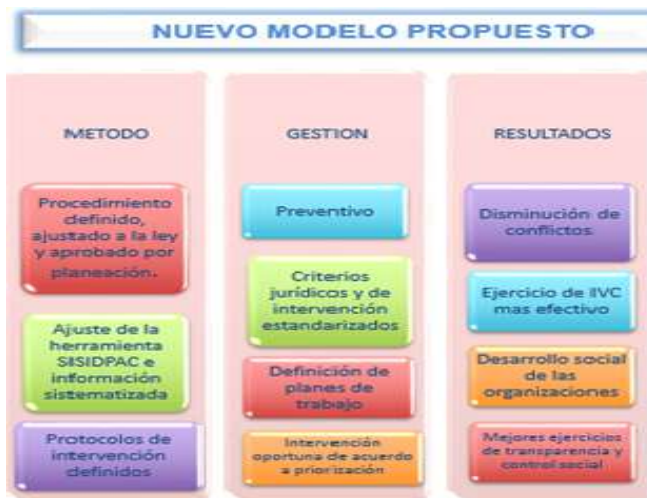 NUEVO MODELO PROPUESTO
METODO
Procedimiento
definido,
ajustado a la ley
y aprobado por
planeación.
Ajuste de la
herramienta
SISIDPAC e
información
sistematizada
Protocolos de
intervención
definidos
GESTION
Preventivo
Criterios
jurídicos y de
intervención
estandarizados
Definición de
planes de
trabajo
Intervención
oportuna de acuerdo
a priorización
RESULTADOS
Disminución de
conflictos
Ejercicio de IVC
mas efectivo
Desarrollo social
de las
organizaciones
Mejores ejercicios
de transparencia y
control social